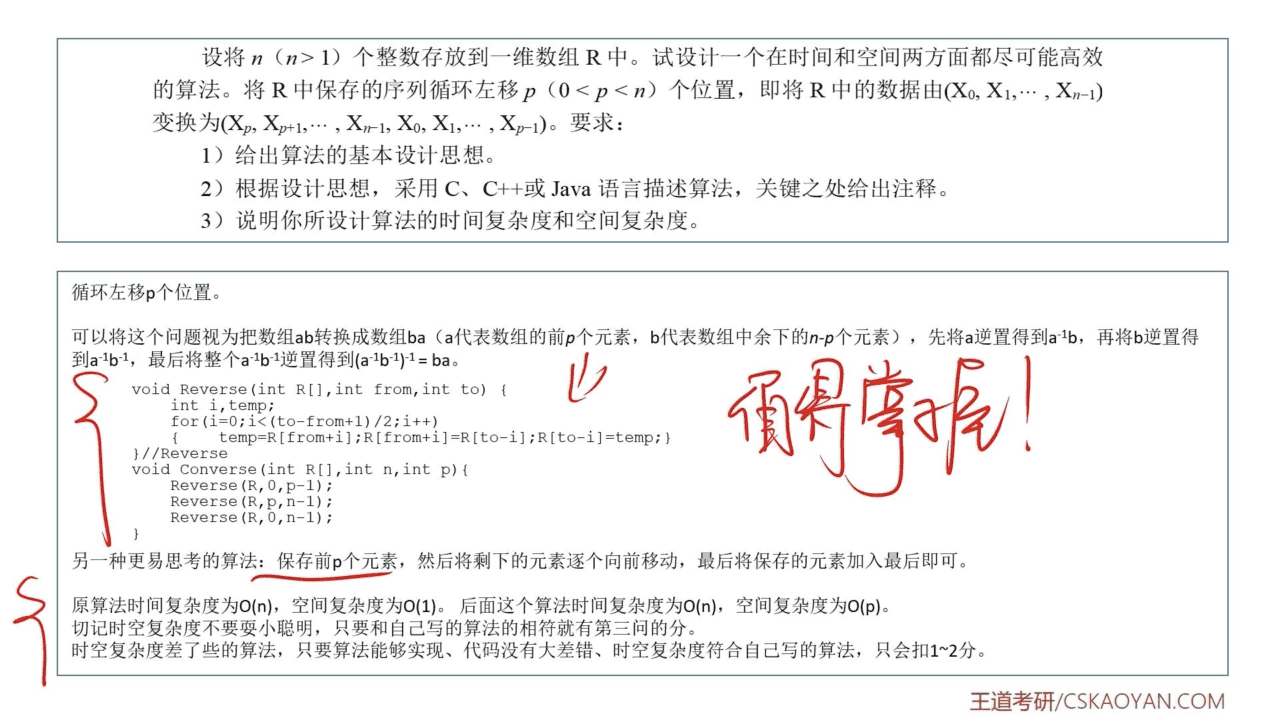 设将 n（n > 1）个整数存放到一维数组 R 中。试设计一个在时间和空间两方面都尽可能高效
的算法。将 R 中保存的序列循环左移 p（0 < p < n）个位置，即将 R 中的数据由(X0, X1,⋯ , Xn−1)
变换为(Xp, Xp+1,⋯ , Xn−1, X0, X1,⋯ , Xp−1)。要求：
1）给出算法的基本设计思想。
2）根据设计思想，采用 C、C++或 Java 语言描述算法，关键之处给出注释。
3）说明你所设计算法的时间复杂度和空间复杂度。
循环左移p个位置。
可以将这个问题视为把数组ab转换成数组ba（a代表数组的前p个元素，b代表数组中余下的n-p个元素），先将a逆置得到a⁻¹b，再将b逆置得
到a⁻¹b⁻¹，最后将整个a⁻¹b⁻¹逆置得到(a⁻¹b⁻¹)⁻¹ = ba。
void Reverse(int R[],int from,int to) {
int i,temp;
for(i=0;i<(to-from+1)/2;i++)
{ temp=R[from+i];R[from+i]=R[to-i];R[to-i]=temp;}
}//Reverse
void Converse(int R[],int n,int p){
Reverse(R,0,p-1);
Reverse(R,p,n-1);
Reverse(R,0,n-1);
}
需要掌握！
另一种更易思考的算法：保存前p个元素，然后将剩下的元素逐个向前移动，最后将保存的元素加入最后即可。
原算法时间复杂度为O(n)，空间复杂度为O(1)。 后面这个算法时间复杂度为O(n)，空间复杂度为O(p)。
切记时空复杂度不要耍小聪明，只要和自己写的算法的相符就有第三问的分。
时空复杂度差了些的算法，只要算法能够实现、代码没有大差错、时空复杂度符合自己写的算法，只会扣1~2分。
王道考研/CSKAOYAN.COM